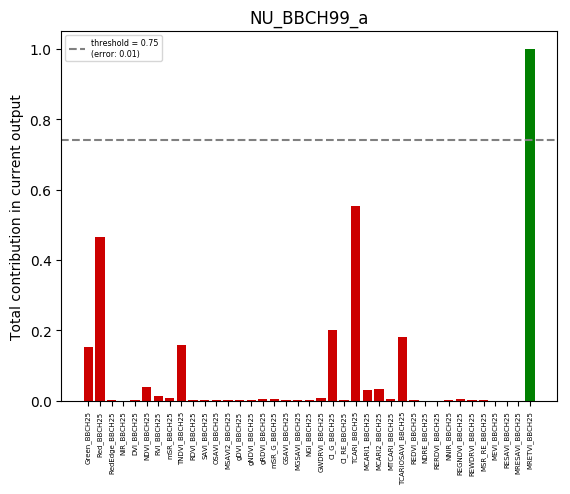 NU_BBCH99_a
threshold = 0.75
(error: 0.01)
Total contribution in current output
1.0
0.8
0.6
0.4
0.2
0.0
Green_BBCH25
Red_BBCH25
RedEdge_BBCH25
NIR_BBCH25
DVI_BBCH25
NDVI_BBCH25
RVI_BBCH25
mSR_BBCH25
TNDVI_BBCH25
RDVI_BBCH25
SAVI_BBCH25
OSAVI_BBCH25
MSAVI2_BBCH25
gDVI_BBCH25
gNDVI_BBCH25
gRDVI_BBCH25
mSR_G_BBCH25
GSAVI_BBCH25
MGSAVI_BBCH25
NGI_BBCH25
GWDRVI_BBCH25
CI_G_BBCH25
CI_RE_BBCH25
TCARI_BBCH25
MCARI1_BBCH25
MCARI2_BBCH25
MTCARI_BBCH25
TCARIOSAVI_BBCH25
REDVI_BBCH25
NDRE_BBCH25
RERDVI_BBCH25
NNIR_BBCH25
REGNDVI_BBCH25
REWDRVI_BBCH25
MSR_RE_BBCH25
MEVI_BBCH25
RESAVI_BBCH25
MRESAVI_BBCH25
MRETVI_BBCH25